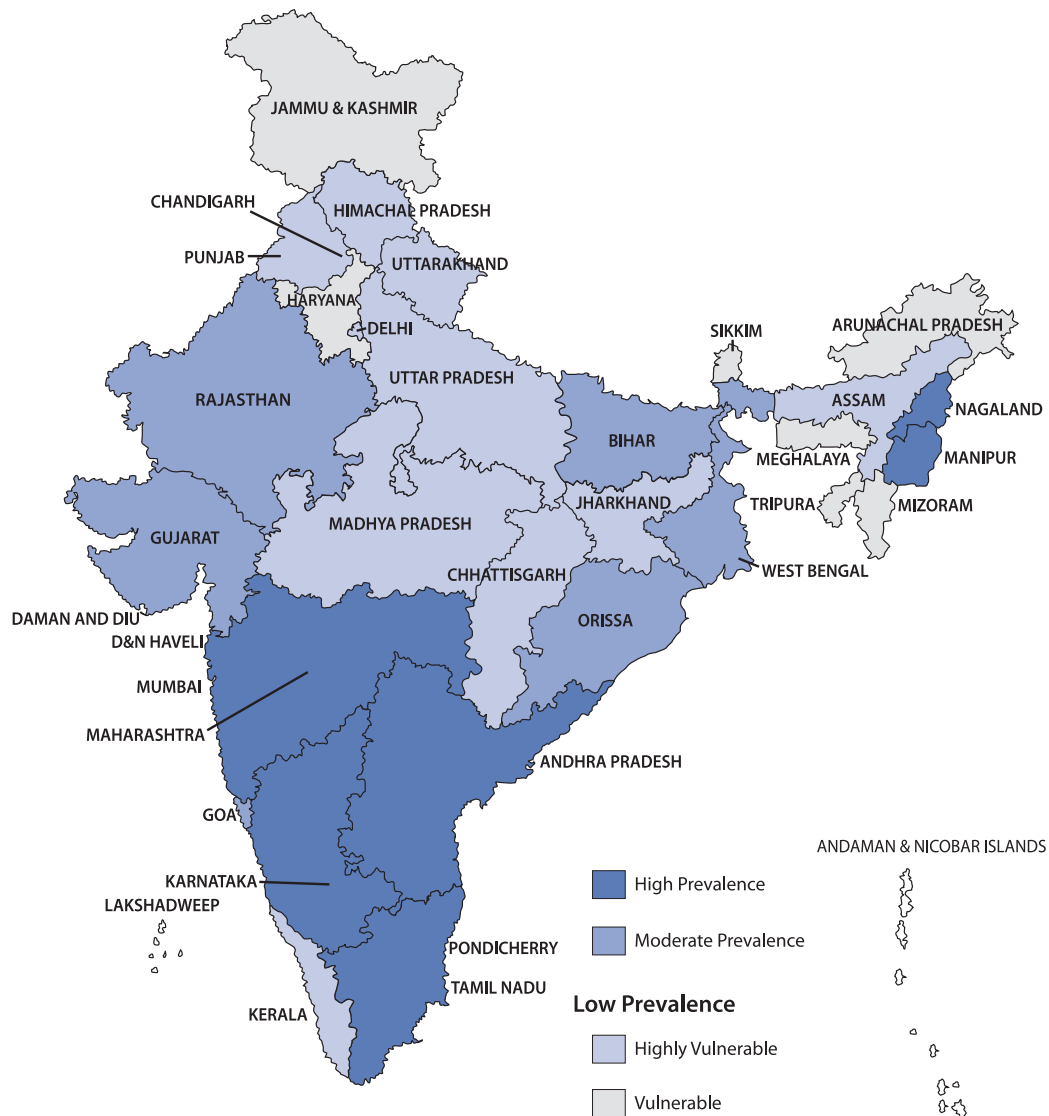 JAMMU & KASHMIR
CHANDIGARH
HIMACHAL PRADESH
PUNJAB
UTTARAKHAND
HARYANA
DELHI
SIKKIM
ARUNACHAL PRADESH
UTTAR PRADESH
RAJASTHAN
ASSAM
NAGALAND
BIHAR
MEGHALAYA
MANIPUR
JHARKHAND
TRIPURA
MIZORAM
MADHYA PRADESH
GUJARAT
WEST BENGAL
CHHATTISGARH
DAMAN AND DIU
ORISSA
D&N HAVELI
MUMBAI
MAHARASHTRA
ANDHRA PRADESH
GOA
ANDAMAN & NICOBAR ISLANDS
KARNATAKA
High Prevalence
LAKSHADWEEP
PONDICHERRY
Moderate Prevalence
TAMIL NADU
Low Prevalence
KERALA
Highly Vulnerable
Vulnerable